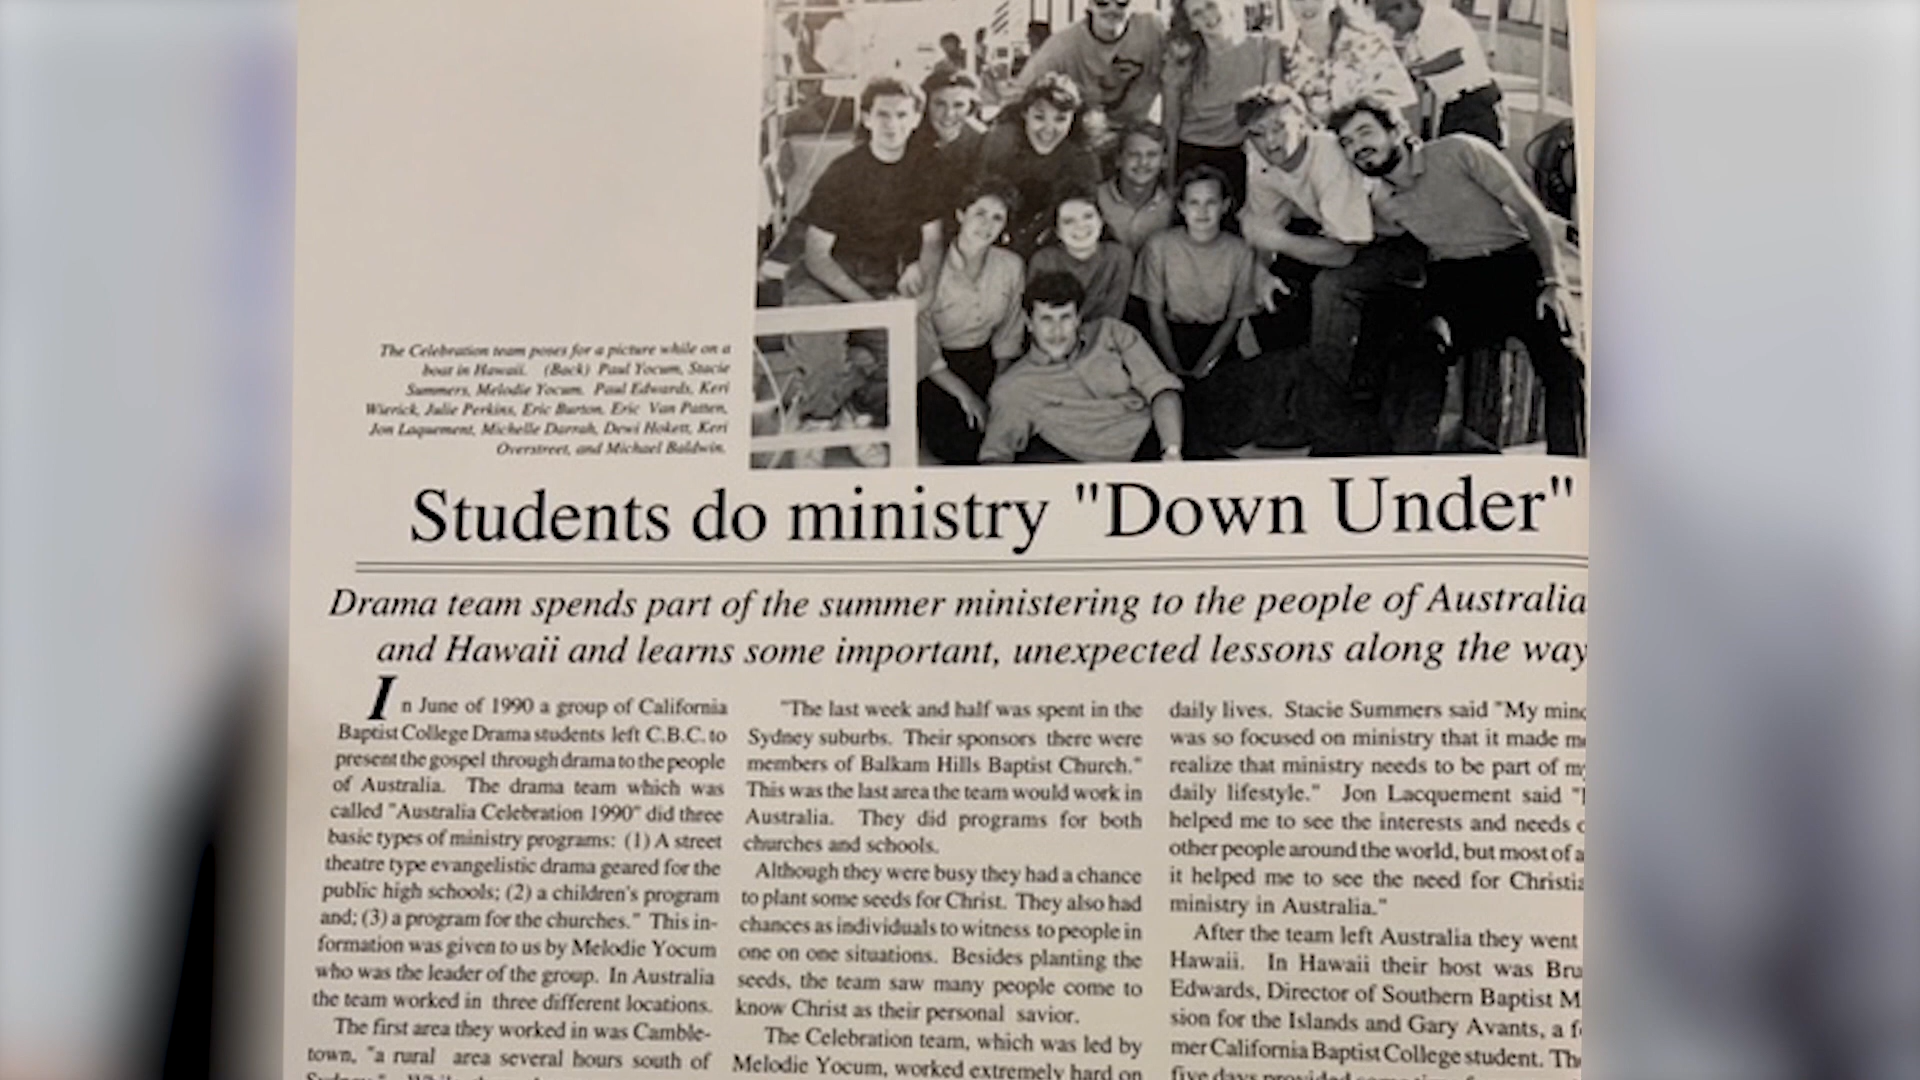 The Celebration team poses for a picture while on a
boat in Hawaii. (Back) Paul Yocum, Stacie
Summers, Melodie Yocum. Paul Edwards, Keri
Wierick, Julie Perkins, Eric Burton, Eric Van Patten,
Jon Laquement, Michelle Darrah, Dewi Hokett, Keri
Overstreet, and Michael Baldwin.
Students do ministry "Down Under"
Drama team spends part of the summer ministering to the people of Australia
and Hawaii and learns some important, unexpected lessons along the way
In June of 1990 a group of California
Baptist College Drama students left C.B.C. to
present the gospel through drama to the people
of Australia. The drama team which was
called "Australia Celebration 1990" did three
basic types of ministry programs: (1) A street
theatre type evangelistic drama geared for the
public high schools; (2) a children's program
and; (3) a program for the churches." This in-
formation was given to us by Melodie Yocum
who was the leader of the group. In Australia
the team worked in three different locations.
The first area they worked in was Camble-
town, "a rural area several hours south of
"The last week and half was spent in the
Sydney suburbs. Their sponsors there were
members of Balkam Hills Baptist Church."
This was the last area the team would work in
Australia. They did programs for both
churches and schools.
Although they were busy they had a chance
to plant some seeds for Christ. They also had
chances as individuals to witness to people in
one on one situations. Besides planting the
seeds, the team saw many people come to
know Christ as their personal savior.
The Celebration team, which was led by
Melodie Yocum, worked extremely hard on
daily lives. Stacie Summers said "My mind
was so focused on ministry that it made me
realize that ministry needs to be part of my
daily lifestyle." Jon Lacquement said "I
helped me to see the interests and needs o
other people around the world, but most of a
it helped me to see the need for Christia
ministry in Australia."
After the team left Australia they went
Hawaii. In Hawaii their host was Bru
Edwards, Director of Southern Baptist M
sion for the Islands and Gary Avants, a f
mer California Baptist College student. The
five days provided